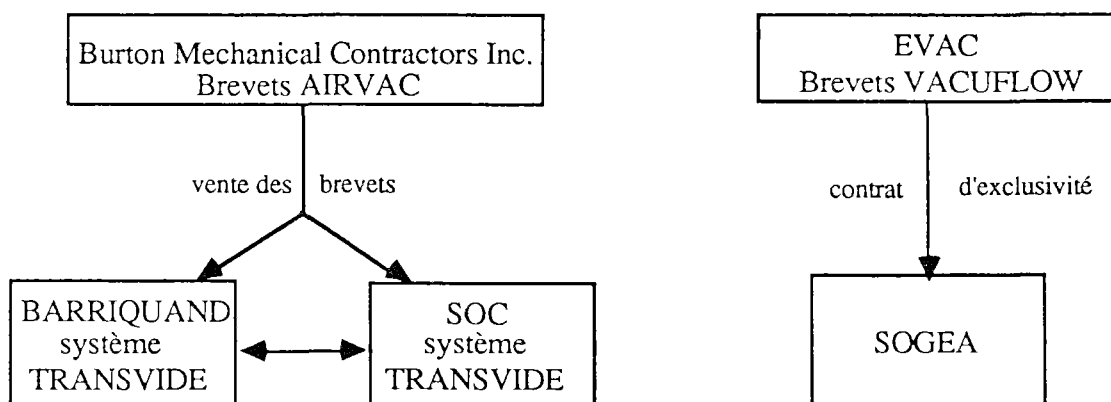 Burton Mechanical Contractors Inc.
Brevets AIRVAC
vente des brevets
BARRIQUAND
système
TRANSVIDE
SOC
système
TRANSVIDE
EVAC
Brevets VACUFLOW
contrat d'exclusivité
SOGEA